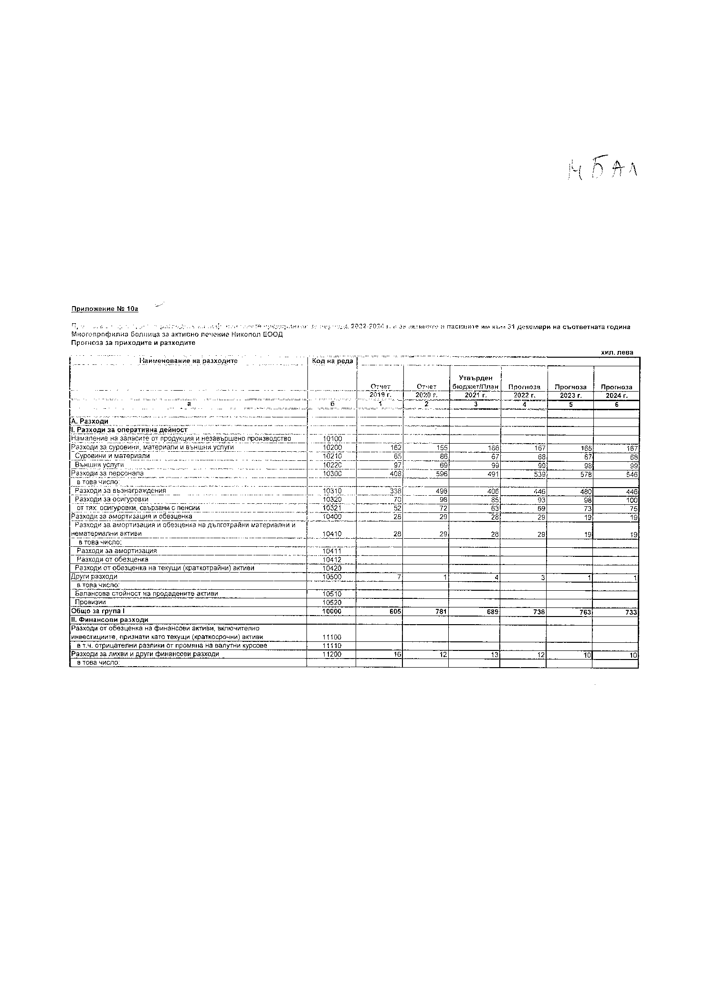 МБАЛ
Приложение № 10а
2022-2024 г. и за активите и пасивите им към 31 декември на съответната година
Многопрофилна болница за активно лечение Никопол ЕООД
Прогноза за приходите и разходите
хил. лева
Наименование на разходите Код на реда
Отчет Отчет Утвърден бюджет/План Прогноза Прогноза Прогноза
2019 г. 2020 г. 2021 г. 2022 г. 2023 г. 2024 г.
а б 1 2 3 4 5 6
А. Разходи
I. Разходи за оперативна дейност
Намаление на запасите от продукция и незавършено производство 10100
Разходи за суровини, материали и външни услуги 10200 162 155 166 167 165 167
Суровини и материали 10210 65 86 67 68 67 68
Външни услуги 10220 97 69 99 99 98 99
Разходи за персонала 10300 408 596 491 539 578 546
в това число:
Разходи за възнаграждения 10310 338 498 406 446 480 446
Разходи за осигуровки 10320 70 98 85 93 98 100
от тях: осигуровки, свързани с пенсии 10321 52 72 63 69 73 75
Разходи за амортизация и обезценка 10400 28 29 28 29 19 19
Разходи за амортизация и обезценка на дълготрайни материални и
нематериални активи 10410 28 29 28 29 19 19
в това число:
Разходи за амортизация 10411
Разходи от обезценка 10412
Разходи от обезценка на текущи (краткотрайни) активи 10420
Други разходи 10500 7 1 4 3 1 1
в това число:
Балансова стойност на продадените активи 10510
Провизии 10520
Общо за група I 10000 605 781 689 738 763 733
II. Финансови разходи
Разходи от обезценка на финансови активи, включително
инвестициите, признати като текущи (краткосрочни) активи 11100
в т.ч. отрицателни разлики от промяна на валутни курсове 11110
Разходи за лихви и други финансови разходи 11200 16 12 13 12 10 10
в това число: